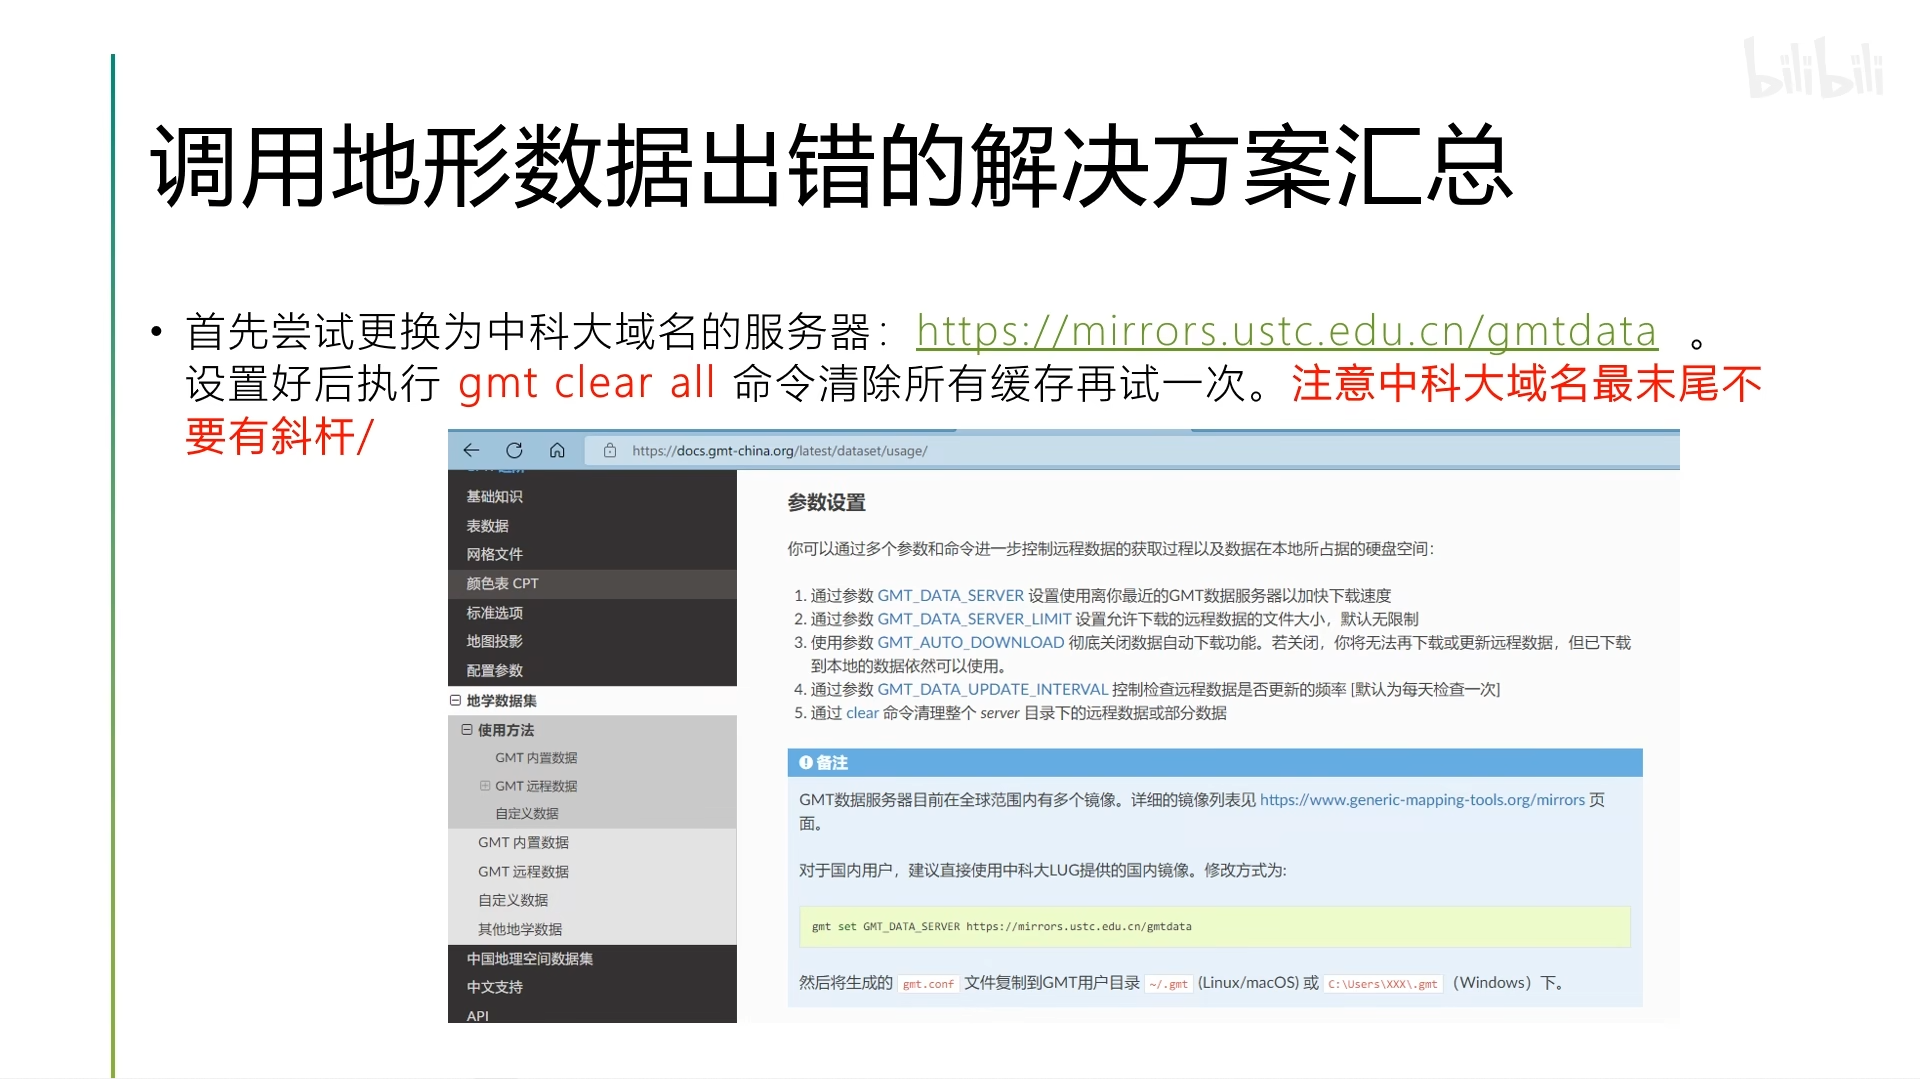 bilibili
调用地形数据出错的解决方案汇总
• 首先尝试更换为中科大域名的服务器：https://mirrors.ustc.edu.cn/gmtdata 。
设置好后执行 gmt clear all 命令清除所有缓存再试一次。注意中科大域名最末尾不
要有斜杆/
https://docs.gmt-china.org/latest/dataset/usage/
基础知识
表数据
网格文件
颜色表 CPT
标准选项
地图投影
配置参数
地学数据集
使用方法
GMT 内置数据
GMT 远程数据
自定义数据
GMT 内置数据
GMT 远程数据
自定义数据
其他地学数据
中国地理空间数据集
中文支持
API
参数设置
你可以通过多个参数和命令进一步控制远程数据的获取过程以及数据在本地所占据的硬盘空间：
1. 通过参数 GMT_DATA_SERVER 设置使用离你最近的GMT数据服务器以加快下载速度
2. 通过参数 GMT_DATA_SERVER_LIMIT 设置允许下载的远程数据的文件大小，默认无限制
3. 使用参数 GMT_AUTO_DOWNLOAD 彻底关闭数据自动下载功能。若关闭，你将无法再下载或更新远程数据，但已下载
到本地的数据依然可以使用。
4. 通过参数 GMT_DATA_UPDATE_INTERVAL 控制检查远程数据是否更新的频率 [默认为每天检查一次]
5. 通过 clear 命令清理整个 server 目录下的远程数据或部分数据
备注
GMT数据服务器目前在全球范围内有多个镜像。详细的镜像列表见 https://www.generic-mapping-tools.org/mirrors 页
面。
对于国内用户，建议直接使用中科大LUG提供的国内镜像。修改方式为:
gmt set GMT_DATA_SERVER https://mirrors.ustc.edu.cn/gmtdata
然后将生成的 gmt.conf 文件复制到GMT用户目录 ~/.gmt (Linux/macOS) 或 C:\Users\XXX\.gmt （Windows）下。